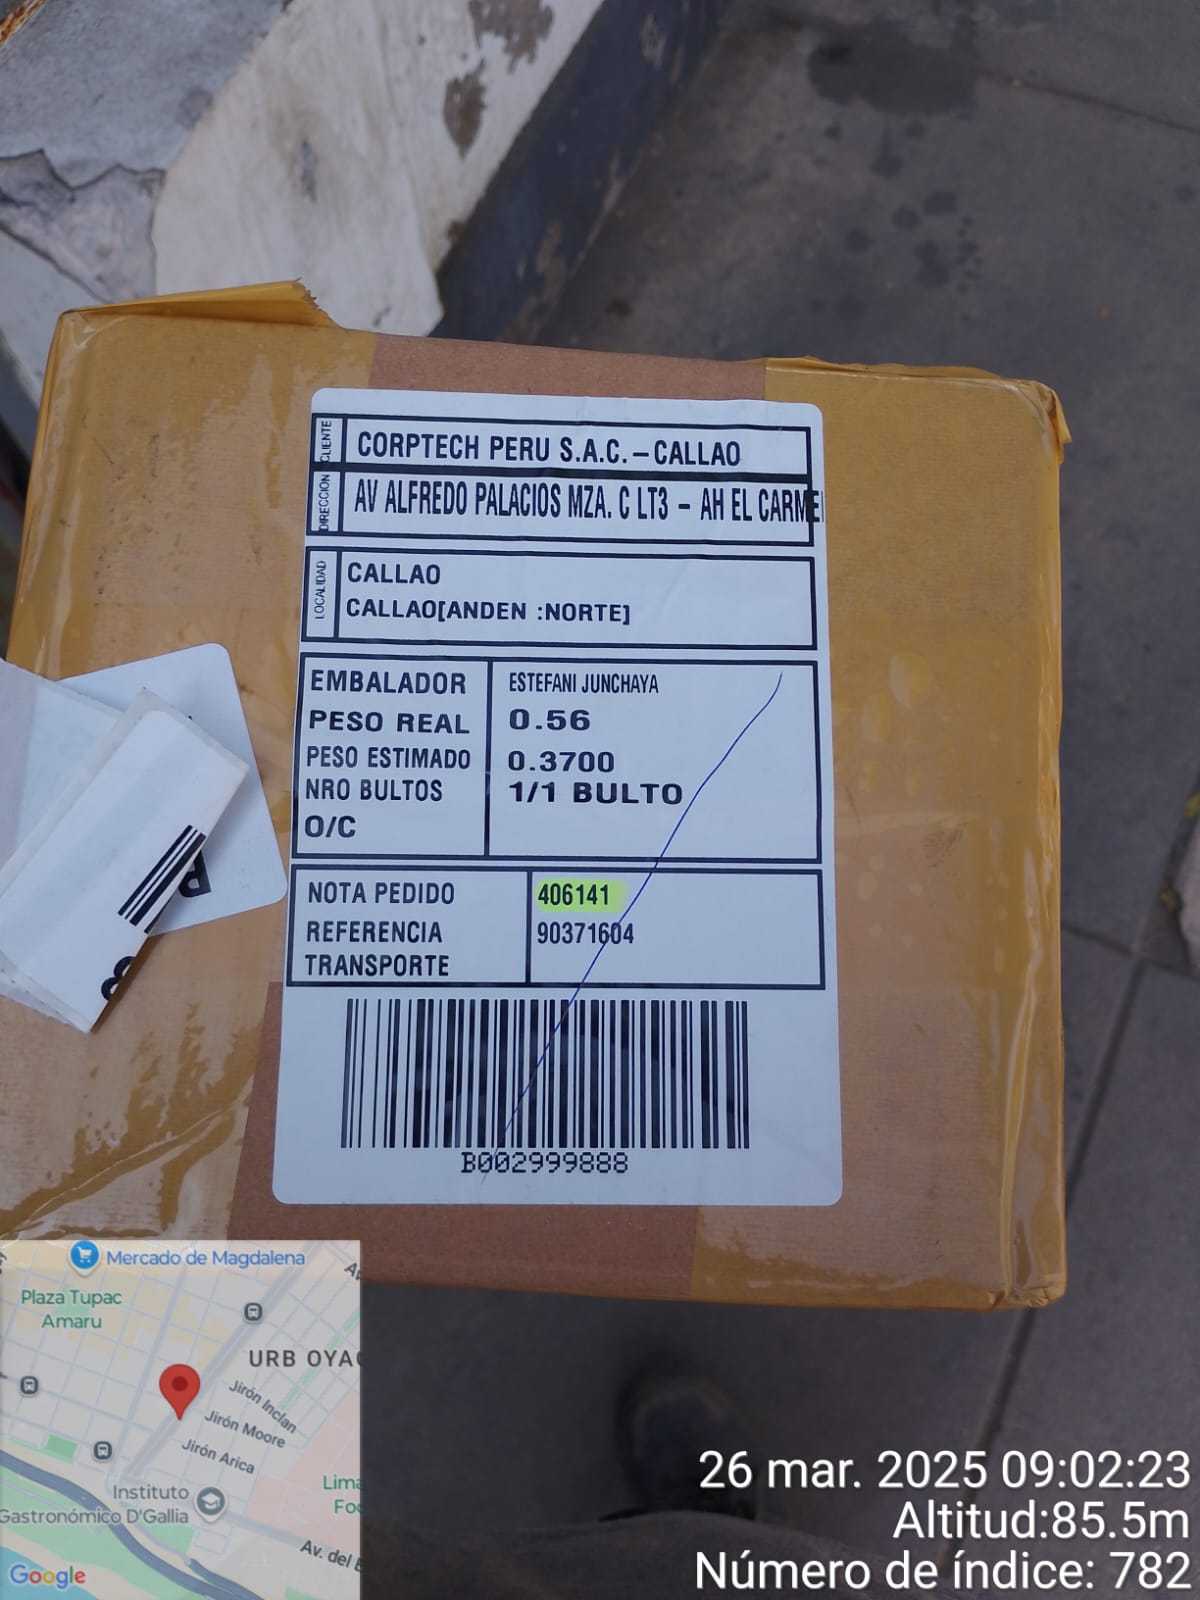 CLIENTE
CORPTECH PERU S.A.C.-CALLAO
DIRECCIÓN
AV ALFREDO PALACIOS MZA. C LT3 - AH EL CARME
LOCALIDAD
CALLAO
CALLAO[ANDEN :NORTE]
EMBALADOR ESTEFANI JUNCHAYA
PESO REAL 0.56
PESO ESTIMADO 0.3700
NRO BULTOS 1/1 BULTO
O/C
NOTA PEDIDO 406141
REFERENCIA 90371604
TRANSPORTE
B002999888
Mercado de Magdalena
Plaza Tupac
Amaru
URB OYA
Jirón Inclan
Jirón Moore
Jirón Arica
Instituto
Gastronómico D'Gallia
Lima
Av. del
Google
26 mar. 2025 09:02:23
Altitud:85.5m
Número de índice: 782